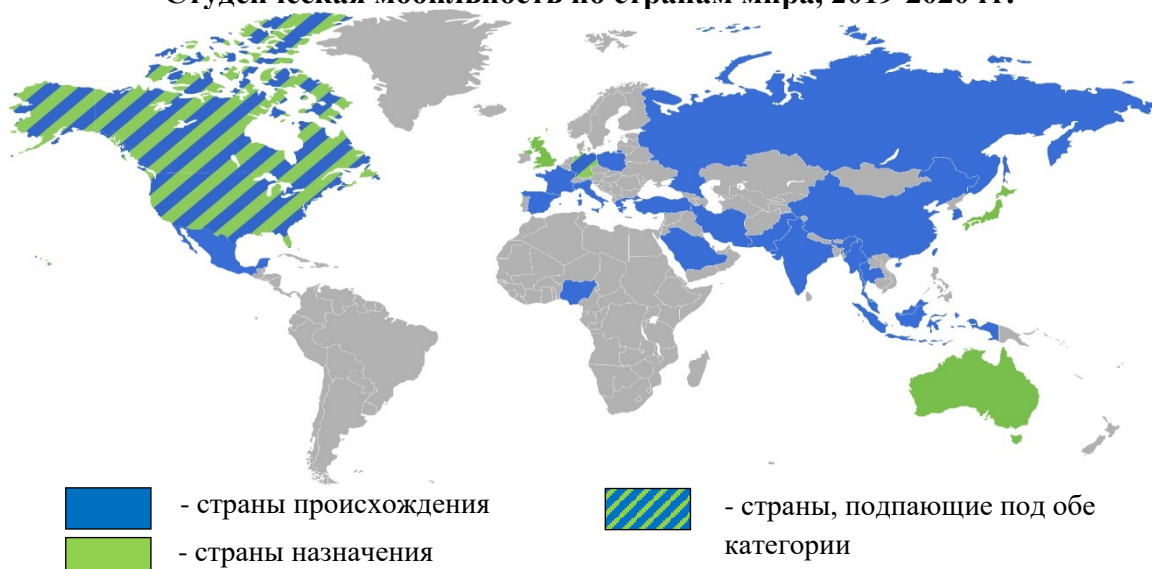 Студенческая мобильность по странам мира, 2019-2020 гг.
- страны происхождения
- страны назначения
- страны, подпающие под обе
категории